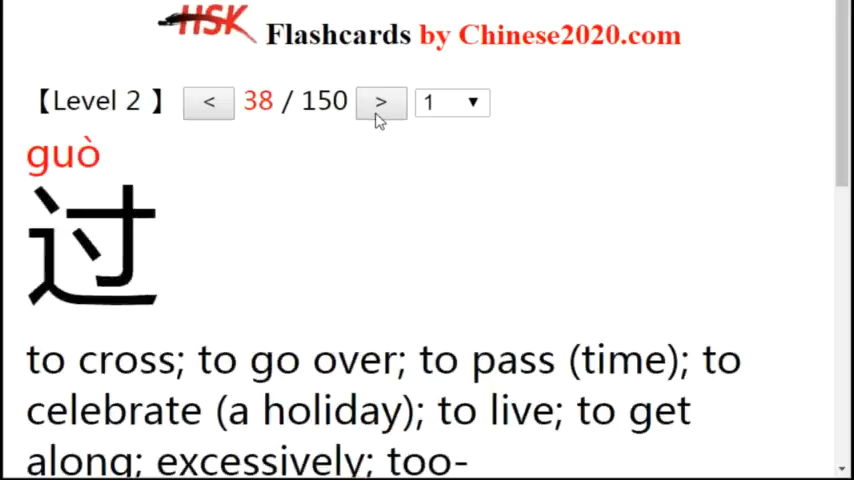 HSK Flashcards by Chinese2020.com
【Level 2 】 < 38 / 150 > 1 ▼
guò
过
to cross; to go over; to pass (time); to
celebrate (a holiday); to live; to get
along; excessively; too-